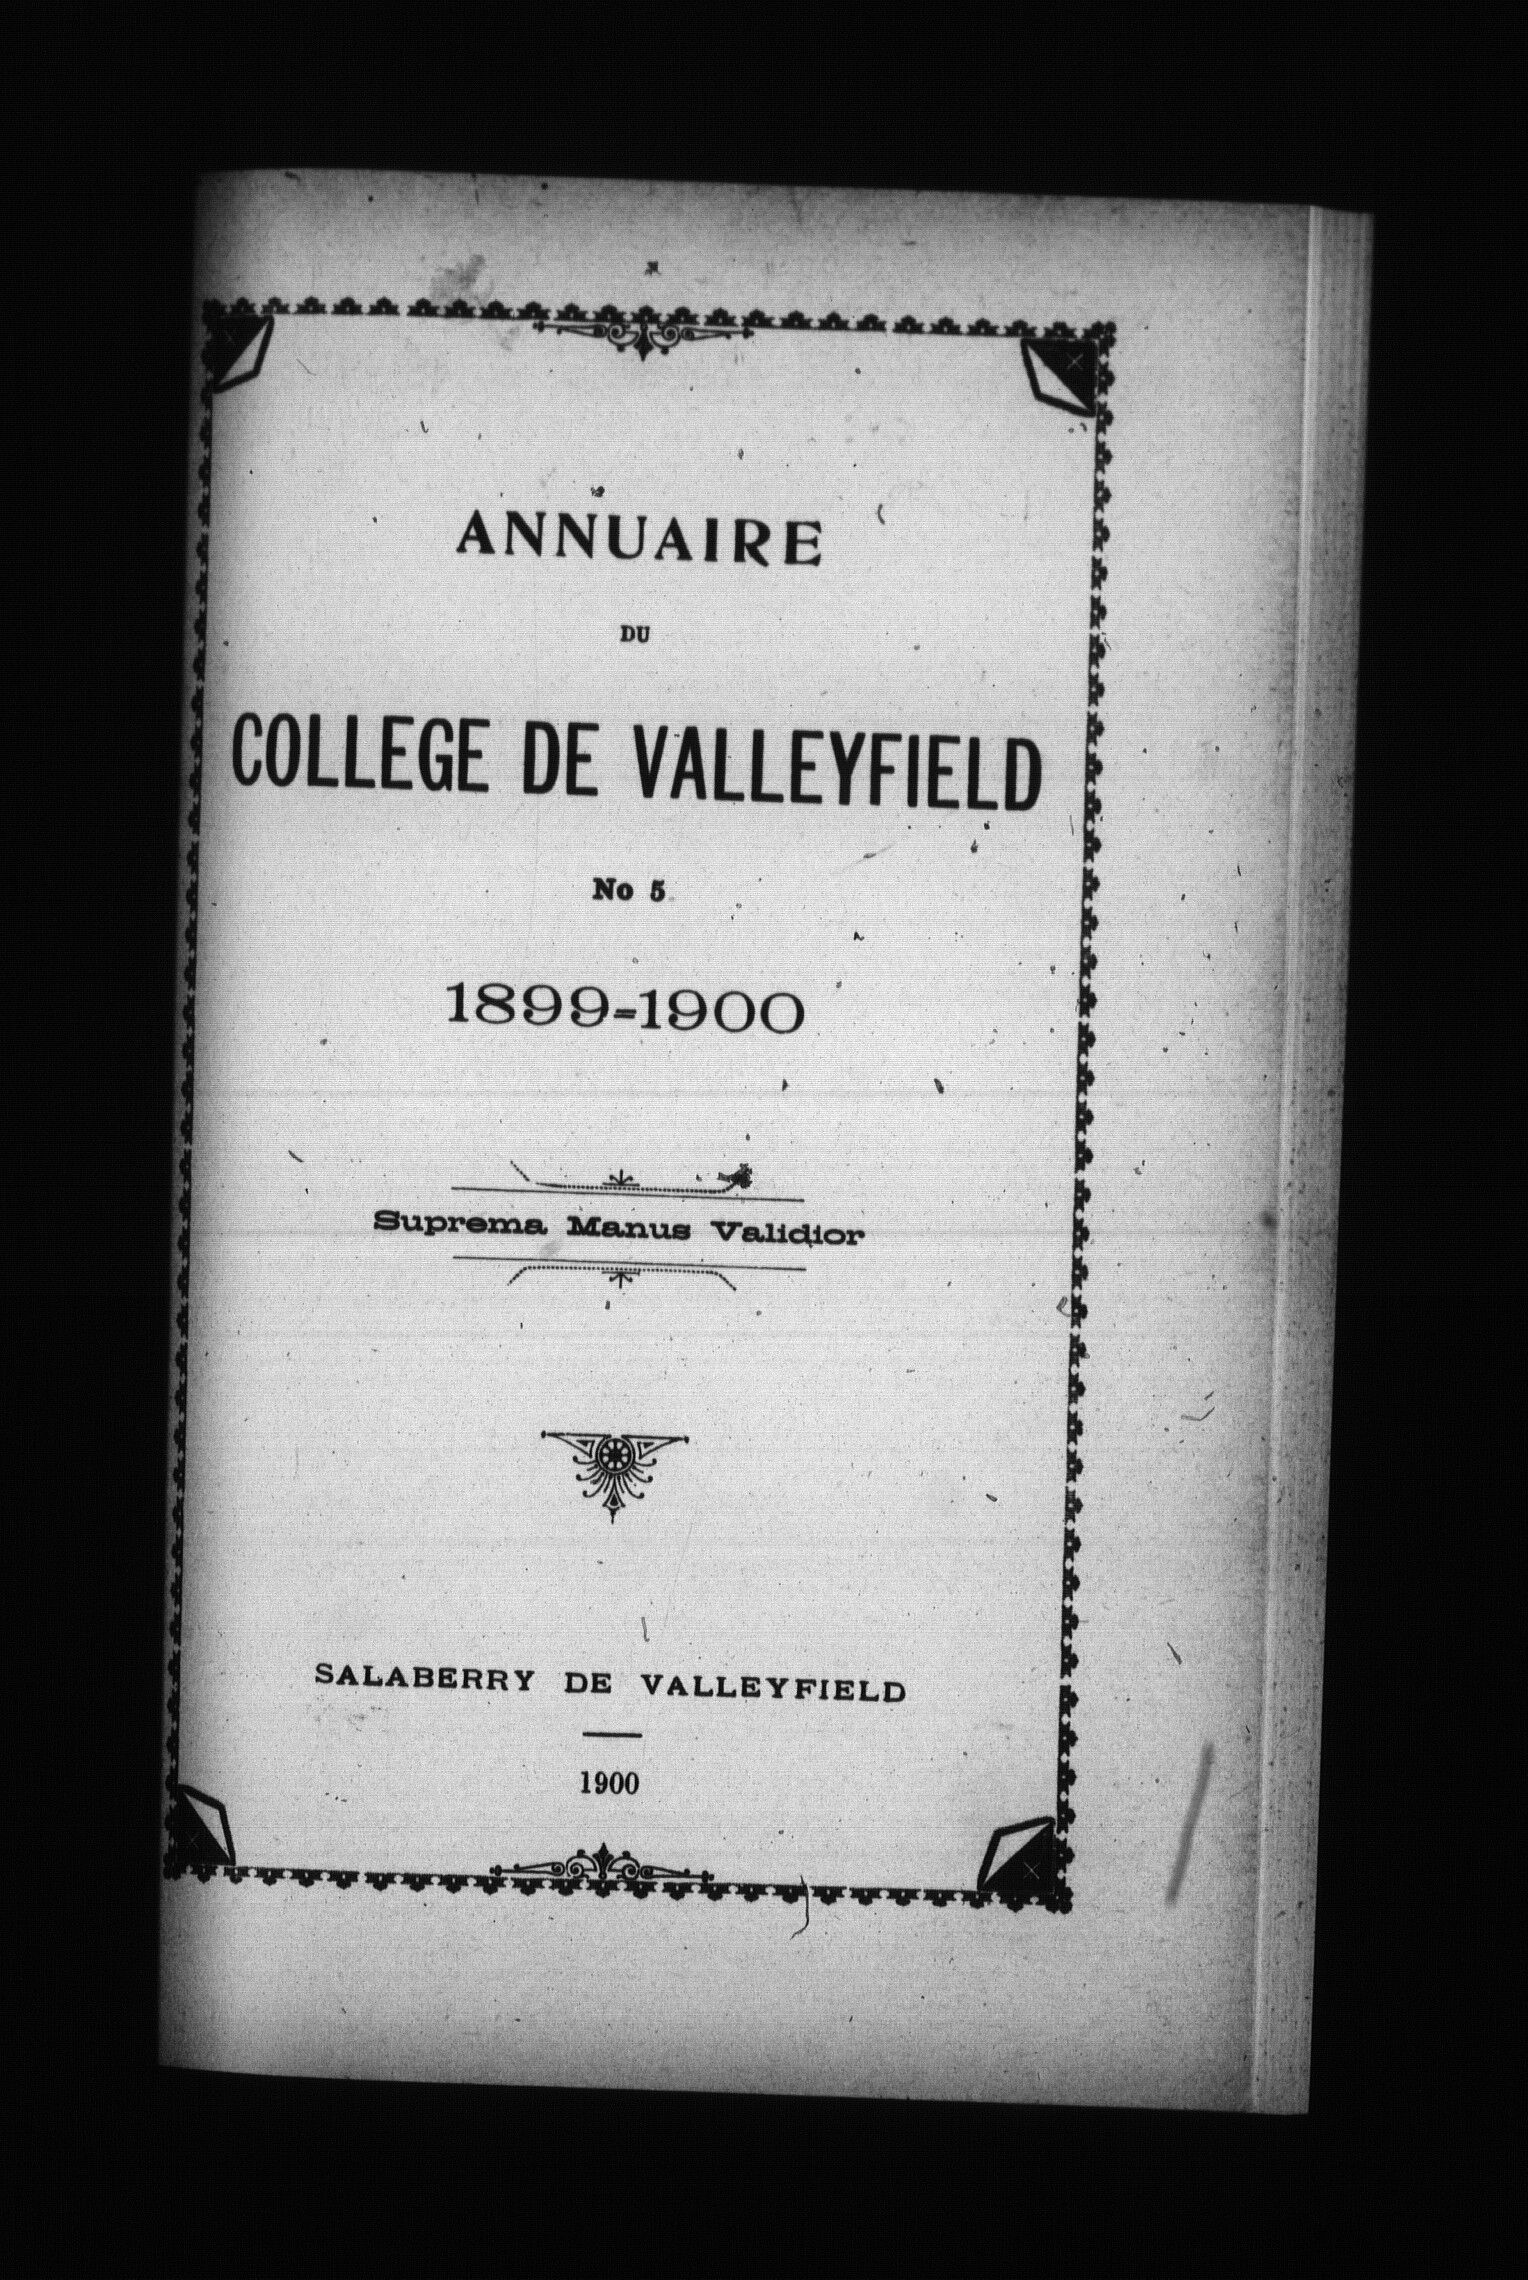 ANNUAIRE
DU
COLLEGE DE VALLEYFIELD
No 5
1899=1900
Suprema Manus Validior
SALABERRY DE VALLEYFIELD
1900